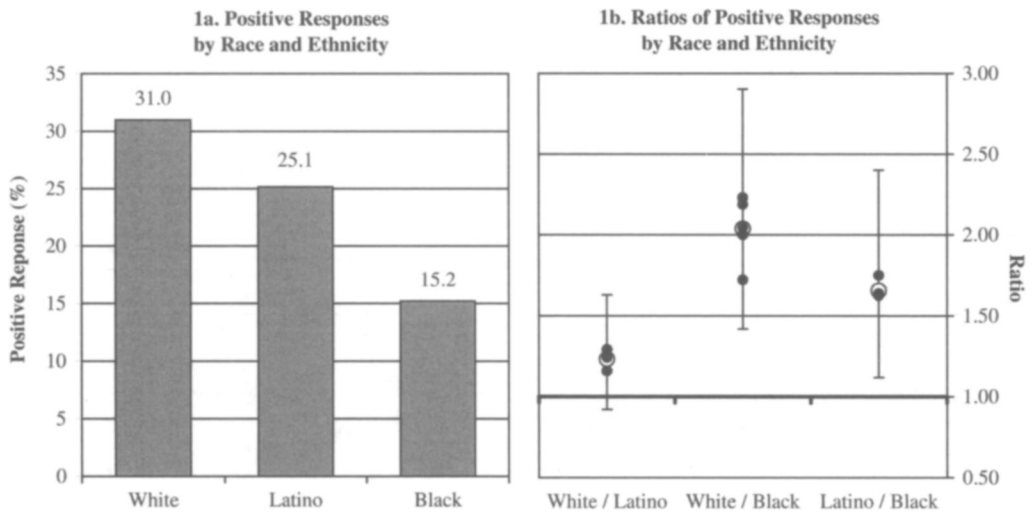 1a. Positive Responses
by Race and Ethnicity
Positive Reponse (%)
35
30
25
20
15
10
5
0
31.0
25.1
15.2
White
Latino
Black
1b. Ratios of Positive Responses
by Race and Ethnicity
3.00
2.50
2.00
1.50
1.00
0.50
Ratio
White / Latino
White / Black
Latino / Black